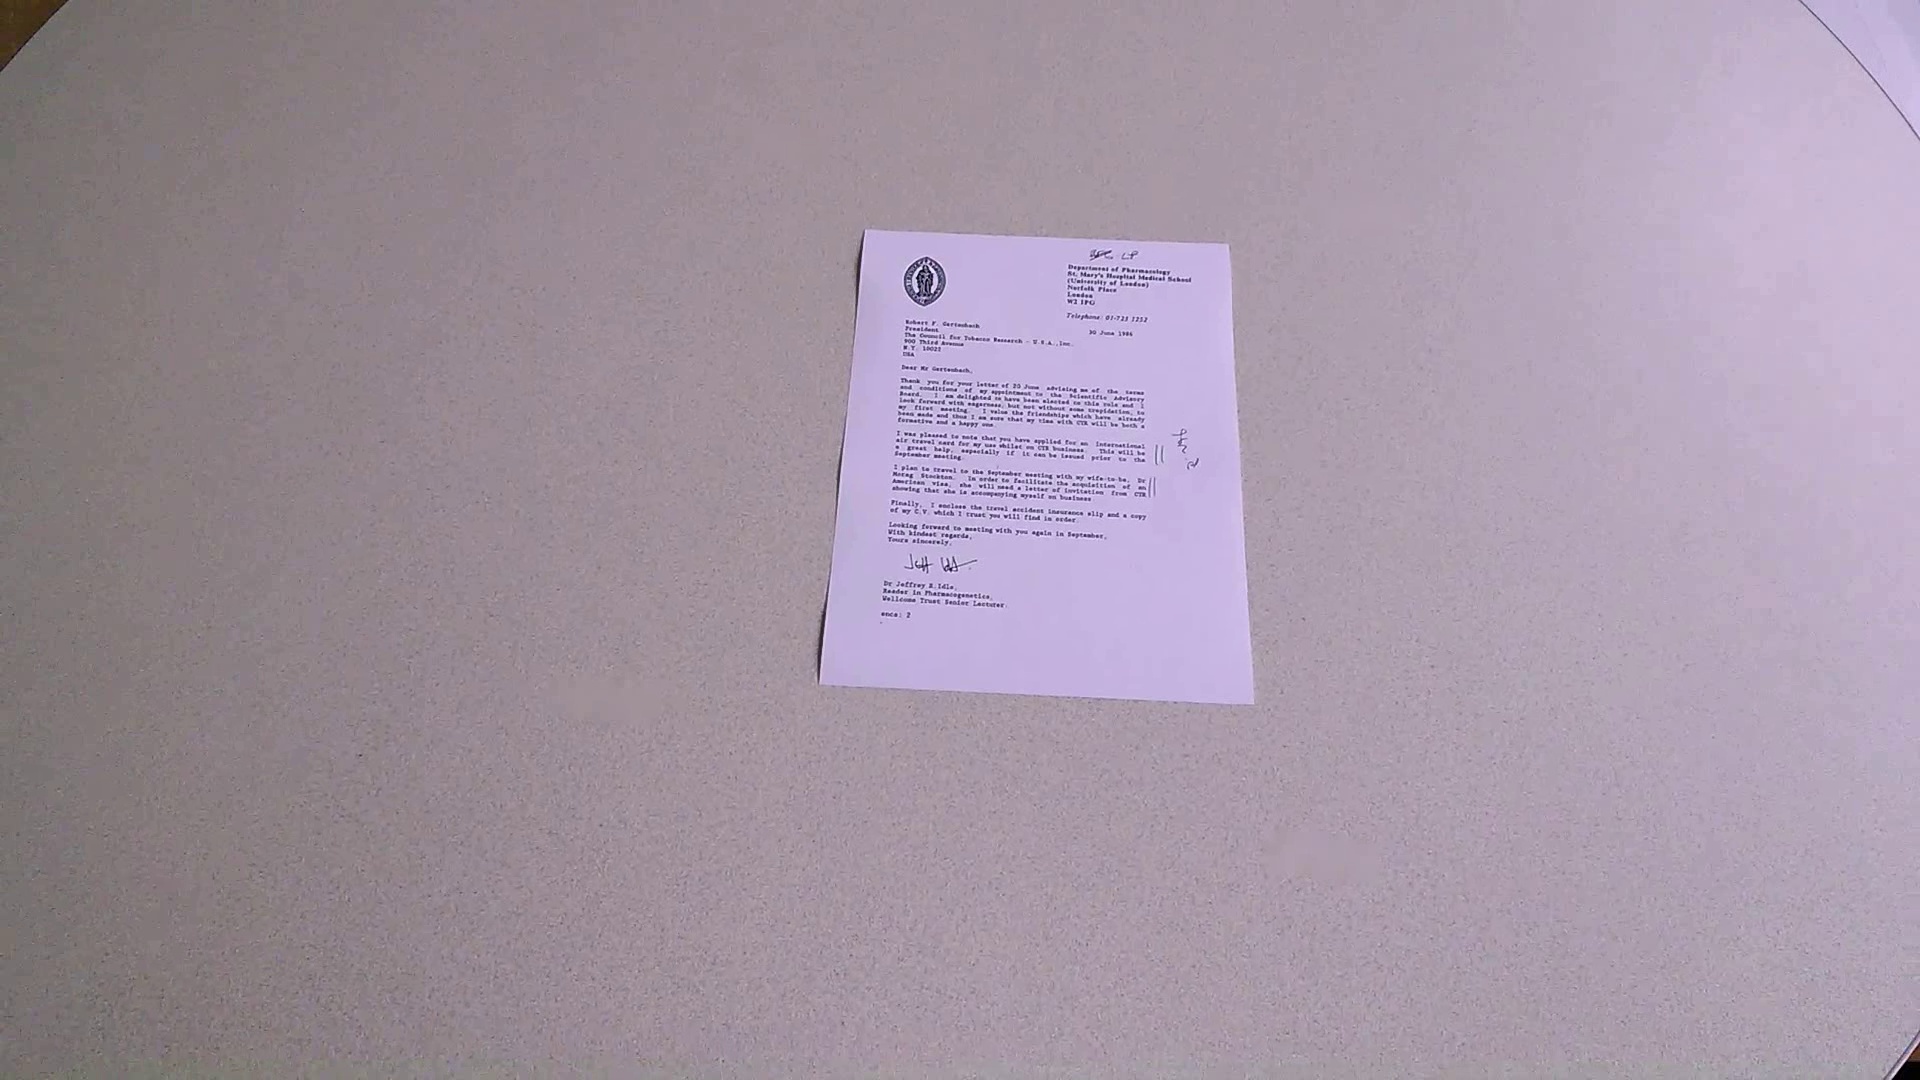 LP
Department of Pharmacology
St. Mary's Hospital Medical School
(University of London)
Norfolk Place
London
W2 1PG
Telephone: 01-723 1252
30 June 1986
Robert F. Gertenbach
President
The Council for Tobacco Research - U.S.A.,Inc.
900 Third Avenue
N.Y. 10022
USA
Dear Mr Gertenbach,
Thank you for your letter of 20 June advising me of the terms
and conditions of my appointment to the Scientific Advisory
Board. I am delighted to have been elected to this role and I
look forward with eagerness, but not without some trepidation, to
my first meeting. I value the friendships which have already
been made and thus I am sure that my time with CTR will be both a
formative and a happy one.
I was pleased to note that you have applied for an International
air travel card for my use whilst on CTR business. This will be
a great help, especially if it can be issued prior to the
September meeting.
I plan to travel to the September meeting with my wife-to-be, Dr
Morag Stockton. In order to facilitate the acquisition of an
American visa, she will need a letter of invitation from CTR
showing that she is accompanying myself on business
Finally, I enclose the travel accident insurance slip and a copy
of my C.V. which I trust you will find in order.
Looking forward to meeting with you again in September,
With kindest regards,
Yours sincerely,
Dr Jeffrey R.Idle,
Reader in Pharmacogenetics,
Wellcome Trust Senior Lecturer
encs: 2